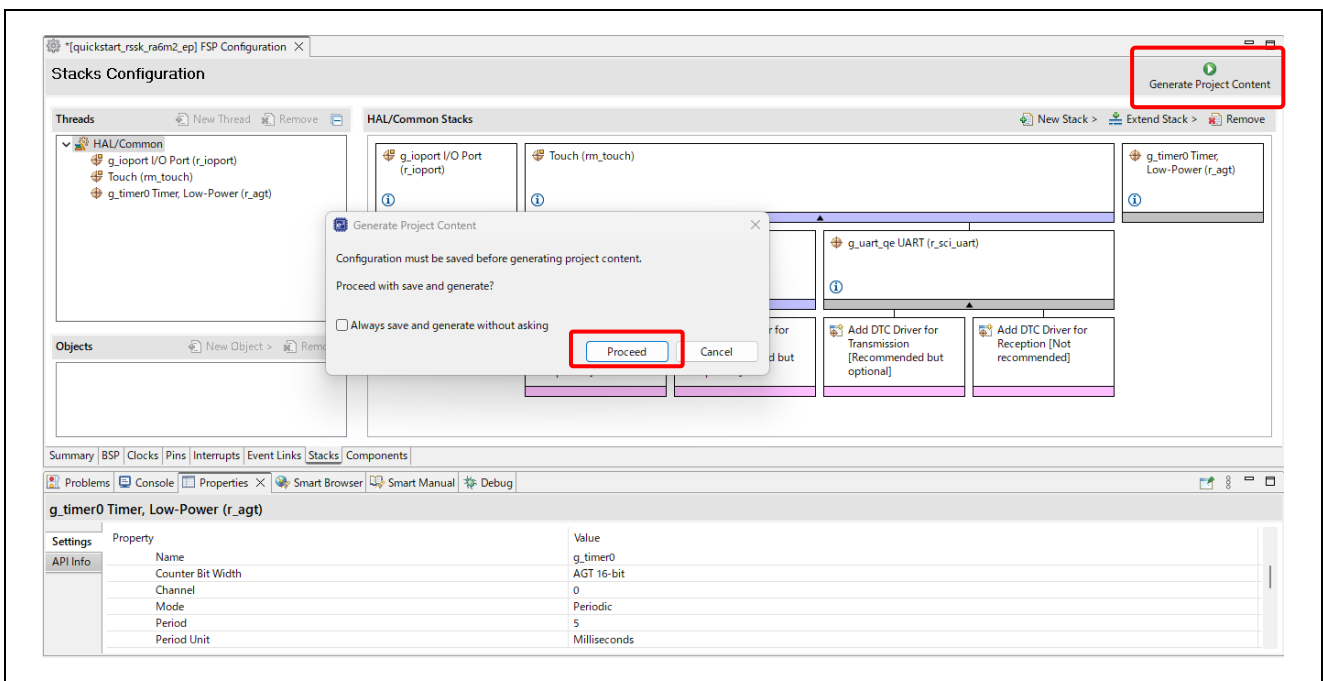 *[quickstart_rssk_ra6m2_ep] FSP Configuration
Stacks Configuration
Generate Project Content
Threads
New Thread
Remove
HAL/Common
g_ioport I/O Port (r_ioport)
Touch (rm_touch)
g_timer0 Timer, Low-Power (r_agt)
Objects
New Object >
HAL/Common Stacks
New Stack >
Extend Stack >
Remove
g_ioport I/O Port
(r_ioport)
Touch (rm_touch)
g_timer0 Timer,
Low-Power (r_agt)
g_uart_qe UART (r_sci_uart)
for
d but
Add DTC Driver for
Transmission
[Recommended but
optional]
Add DTC Driver for
Reception [Not
recommended]
Generate Project Content
Configuration must be saved before generating project content.
Proceed with save and generate?
Always save and generate without asking
Proceed
Cancel
Summary BSP Clocks Pins Interrupts Event Links Stacks Components
Problems Console Properties Smart Browser Smart Manual Debug
g_timer0 Timer, Low-Power (r_agt)
Settings
API Info
Property Value
Name g_timer0
Counter Bit Width AGT 16-bit
Channel 0
Mode Periodic
Period 5
Period Unit Milliseconds